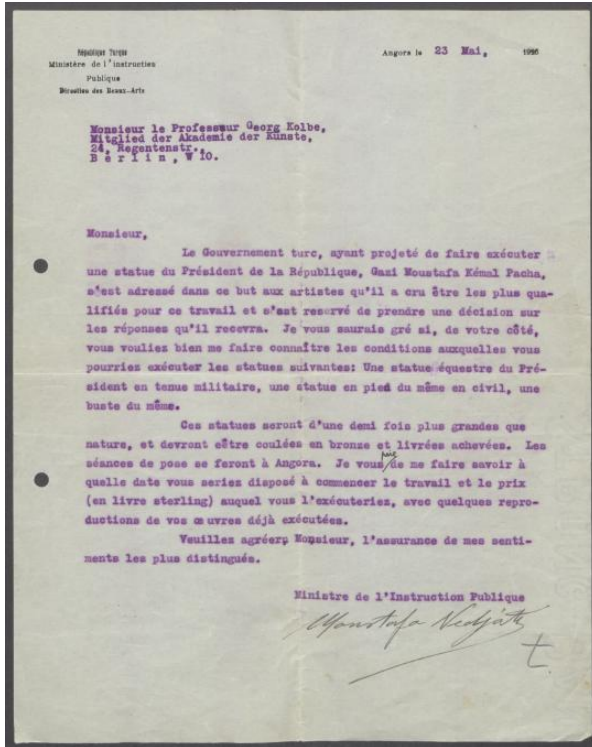 République Turque
Ministère de l'instruction
Publique
Direction des Beaux-Arts
Angora le 23 Mai, 1926
Monsieur le Professeur Georg Kolbe,
Mitglied der Akademie der Kunste,
24, Regentenstr.,
Berlin, W 10.
Monsieur,
Le Gouvernement turc, ayant projeté de faire exécuter
une statue du Président de la République, Gazi Moustafa Kémal Pacha,
s'est adressé dans ce but aux artistes qu'il a cru être les plus qua-
lifiés pour ce travail et s'est reservé de prendre une décision sur
les réponses qu'il recevra. Je vous saurais gré si, de votre côté,
vous vouliez bien me faire connaître les conditions auxquelles vous
pourriez exécuter les statues suivantes: Une statue équestre du Pré-
sident en tenue militaire, une statue en pied du même en civil, une
buste du même.
Ces statues seront d'une demi fois plus grandes que
nature, et devront être coulées en bronze et livrées achevées. Les
séances de pose se feront à Angora. Je vous prie de me faire savoir à
quelle date vous seriez disposé à commencer le travail et le prix
(en livre sterling) auquel vous l'exécuteriez, avec quelques repro-
ductions de vos œuvres déjà exécutées.
Veuillez agréer, Monsieur, l'assurance de mes senti-
ments les plus distingués.
Ministre de l'Instruction Publique
Moustafa Nedjati